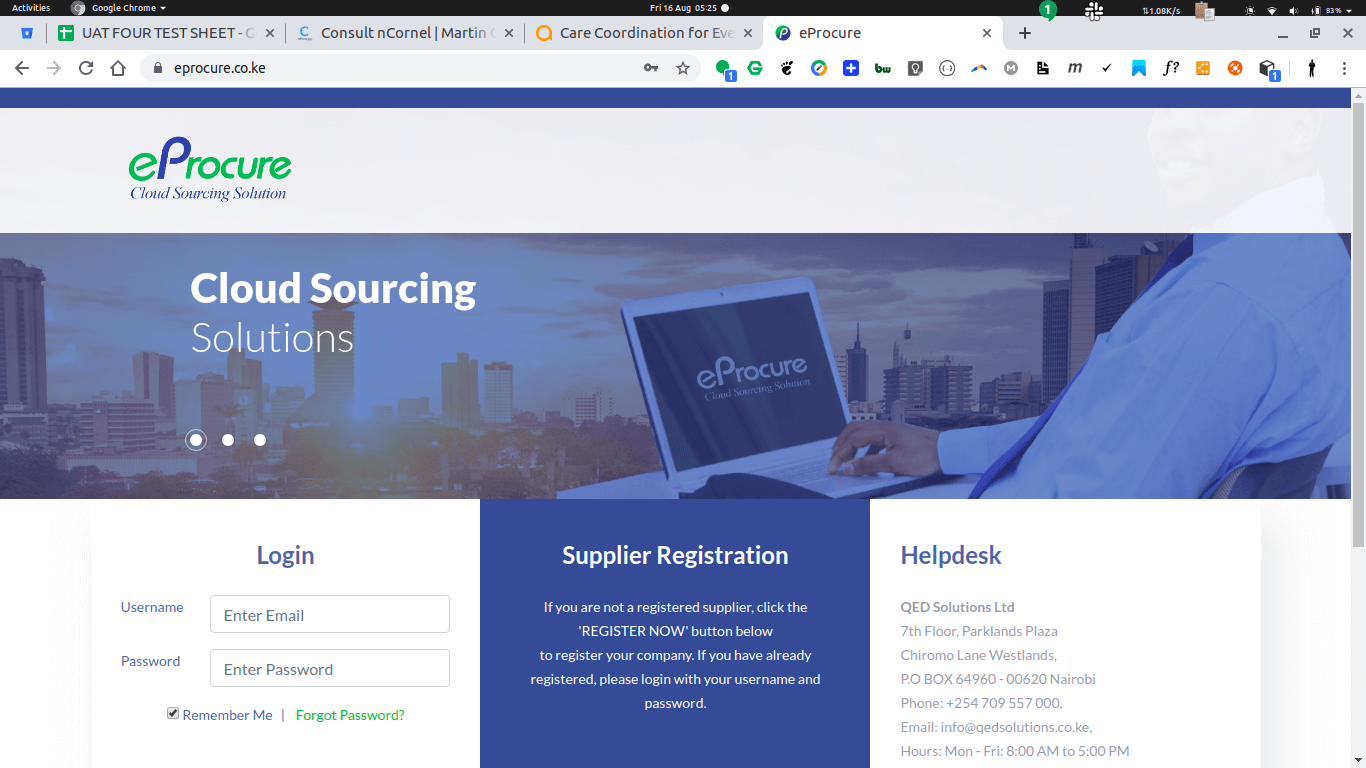 Activities
Google Chrome
Fri 16 Aug 05:25
1
1.08K/s
83%
UAT FOUR TEST SHEET - G
Consult nCornel | Martin
Care Coordination for Eve
eProcure
eprocure.co.ke
1
bw
M
m
f?
1
eProcure
Cloud Sourcing Solution
Cloud Sourcing
Solutions
eProcure
Cloud Sourcing Solution
Login
Username
Enter Email
Password
Enter Password
Remember Me | Forgot Password?
Supplier Registration
If you are not a registered supplier, click the
'REGISTER NOW' button below
to register your company. If you have already
registered, please login with your username and
password.
Helpdesk
QED Solutions Ltd
7th Floor, Parklands Plaza
Chiromo Lane Westlands,
P.O BOX 64960 - 00620 Nairobi
Phone: +254 709 557 000,
Email: info@qedsolutions.co.ke,
Hours: Mon - Fri: 8:00 AM to 5:00 PM